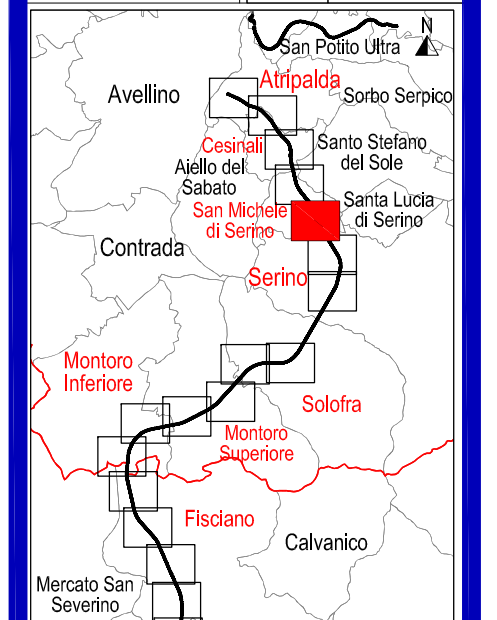 N
San Potito Ultra
Atripalda
Avellino
Sorbo Serpico
Cesinali
Santo Stefano
del Sole
Aiello del
Sabato
Santa Lucia
di Serino
San Michele
di Serino
Contrada
Serino
Montoro
Inferiore
Solofra
Montoro
Superiore
Fisciano
Calvanico
Mercato San
Severino